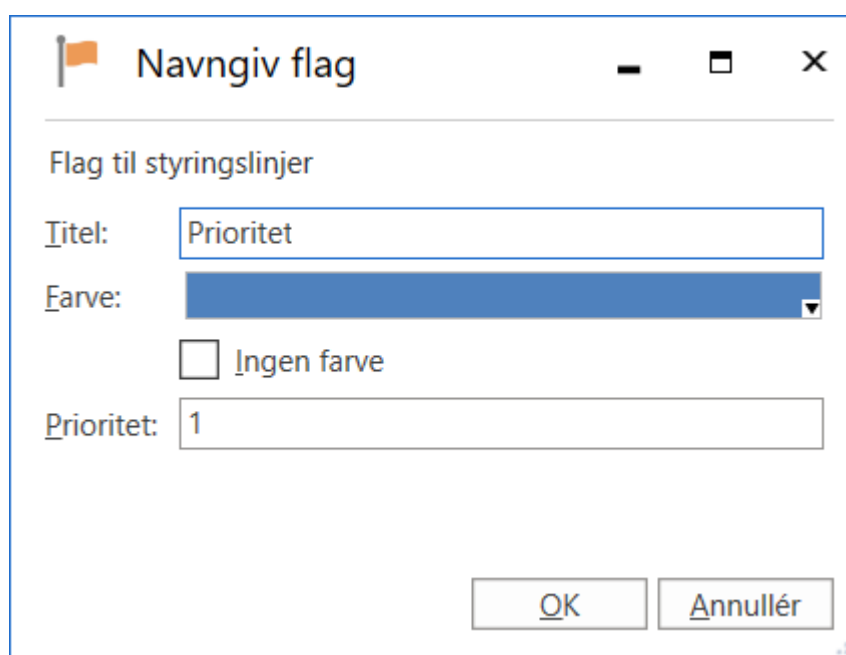 Navngiv flag
Flag til styringslinjer
Titel: Prioritet
Farve:
Ingen farve
Prioritet: 1
OK Annullér